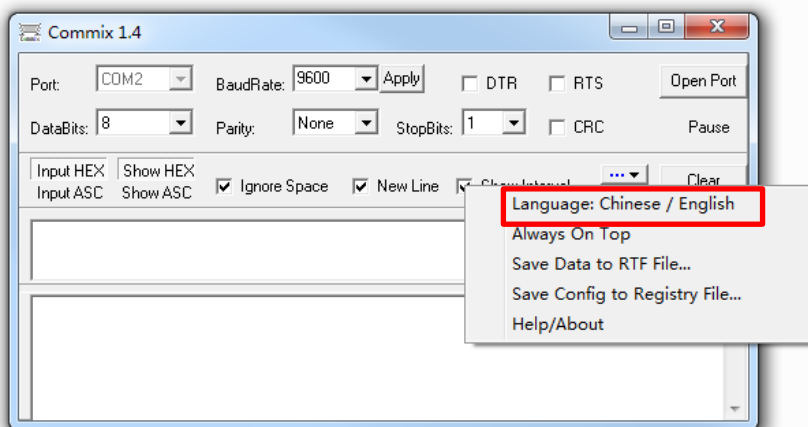 Commix 1.4
Port: COM2 BaudRate: 9600 Apply DTR RTS Open Port
DataBits: 8 Parity: None StopBits: 1 CRC Pause
Input HEX Show HEX
Input ASC Show ASC Ignore Space New Line Show Interval ... Clear
Language: Chinese / English
Always On Top
Save Data to RTF File...
Save Config to Registry File...
Help/About